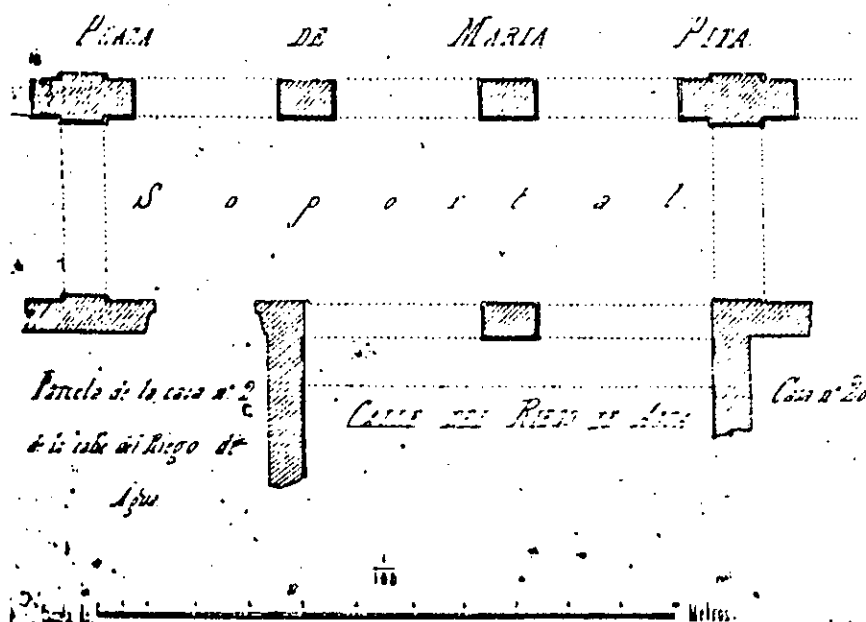 PLAZA DE MARIA PITA
Soportal
Parcela de la casa nº 2
de la calle del Riego de
Agua
CALLE DEL RIEGO DE AGUA
Casa nº 20
1
100
Metros.